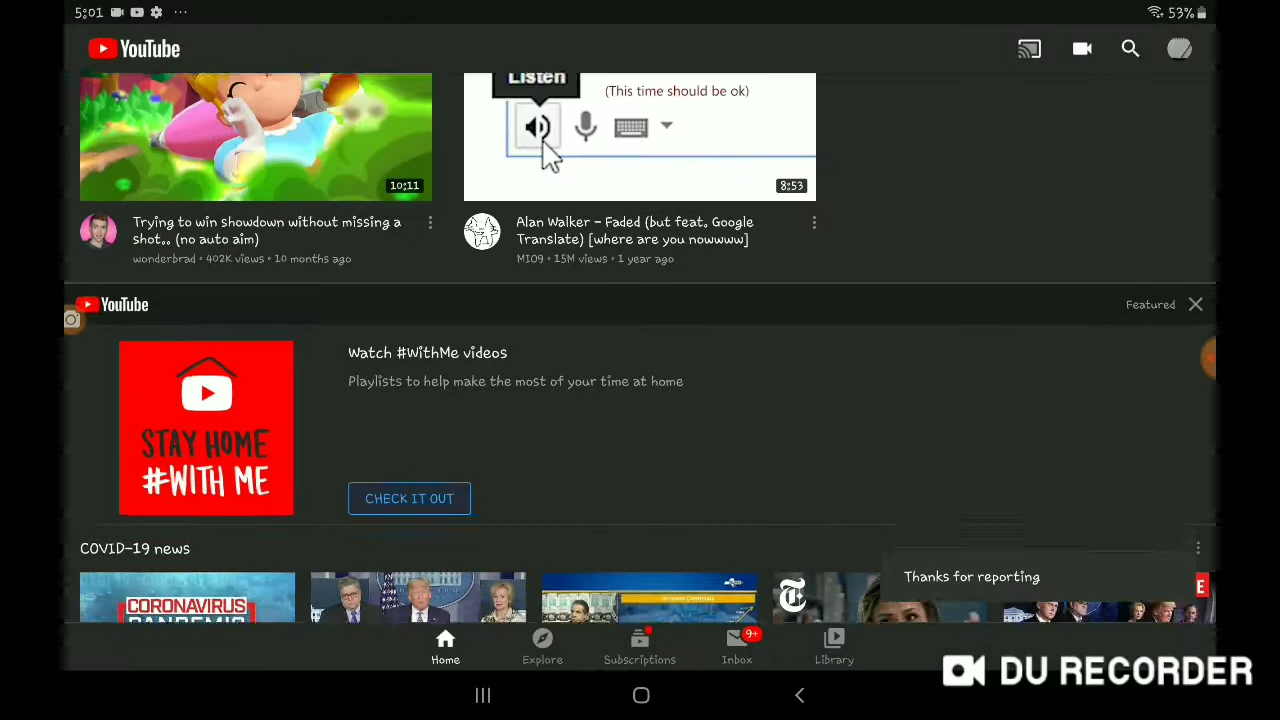 5:01
53%
YouTube
Listen
(This time should be ok)
10:11
8:53
Trying to win showdown without missing a
shot.. (no auto aim)
wonderbrad • 402K views • 10 months ago
Alan Walker - Faded (but feat. Google
Translate) [where are you nowwww]
MI09 • 15M views • 1 year ago
YouTube
Featured
Watch #WithMe videos
Playlists to help make the most of your time at home
STAY HOME
#WITH ME
CHECK IT OUT
COVID-19 news
Thanks for reporting
CORONAVIRUS
PANDEMIC
E
Home
Explore
Subscriptions
9+
Inbox
Library
DU RECORDER